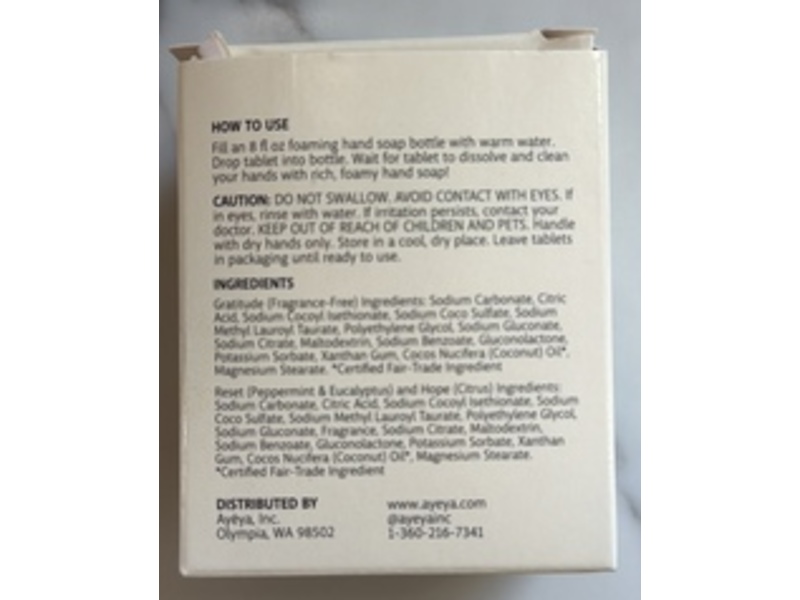 HOW TO USE
Fill an 8 fl oz foaming hand soap bottle with warm water.
Drop tablet into bottle. Wait for tablet to dissolve and clean
your hands with rich, foamy hand soap!
CAUTION: DO NOT SWALLOW. AVOID CONTACT WITH EYES. If
in eyes, rinse with water. If irritation persists, contact your
doctor. KEEP OUT OF REACH OF CHILDREN AND PETS. Handle
with dry hands only. Store in a cool, dry place. Leave tablets
in packaging until ready to use.
INGREDIENTS
Gratitude (Fragrance-Free) Ingredients: Sodium Carbonate, Citric
Acid, Sodium Cocoyl Isethionate, Sodium Coco Sulfate, Sodium
Methyl Lauroyl Taurate, Polyethylene Glycol, Sodium Gluconate,
Sodium Citrate, Maltodextrin, Sodium Benzoate, Gluconolactone,
Potassium Sorbate, Xanthan Gum, Cocos Nucifera (Coconut) Oil*,
Magnesium Stearate. *Certified Fair-Trade Ingredient
Reset (Peppermint & Eucalyptus) and Hope (Citrus) Ingredients:
Sodium Carbonate, Citric Acid, Sodium Cocoyl Isethionate, Sodium
Coco Sulfate, Sodium Methyl Lauroyl Taurate, Polyethylene Glycol,
Sodium Gluconate, Fragrance, Sodium Citrate, Maltodextrin,
Sodium Benzoate, Gluconolactone, Potassium Sorbate, Xanthan
Gum, Cocos Nucifera (Coconut) Oil*, Magnesium Stearate.
*Certified Fair-Trade Ingredient
DISTRIBUTED BY
Ayeya, Inc.
Olympia, WA 98502
www.ayeya.com
@ayeyainc
1-360-216-7341